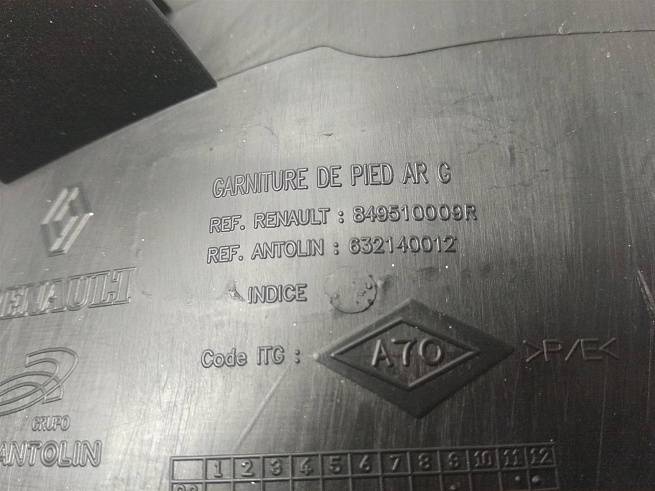 GARNITURE DE PIED AR G
REF. RENAULT : 849510009R
REF. ANTOLIN : 632140012
INDICE
Code ITG : A70 >P/E<
RENAULT
GRUPO
ANTOLIN
1 2 3 4 5 6 7 8 9 10 11 12